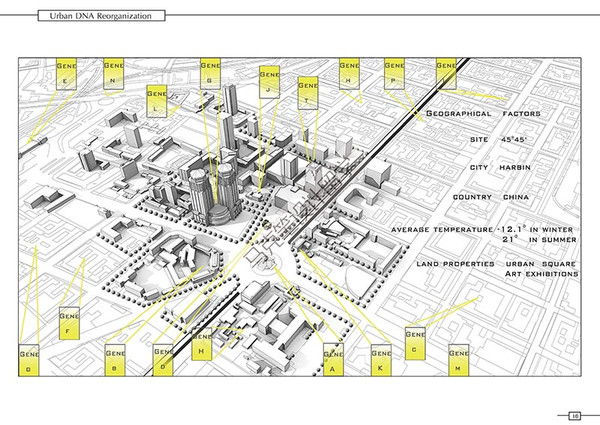 Urban DNA Reorganization
GENE
E
GENE
N
GENE
L
GENE
G
GENE
J
GENE
T
GENE
H
GENE
P
GENE
GEOGRAPHICAL FACTORS
SITE 45°45'
CITY HARBIN
COUNTRY CHINA
AVERAGE TEMPERATURE -12.1° IN WINTER
21° IN SUMMER
LAND PROPERTIES URBAN SQUARE
ART EXHIBITIONS
GENE
F
GENE
GENE
B
GENE
GENE
H
GENE
A
GENE
K
GENE
C
GENE
M